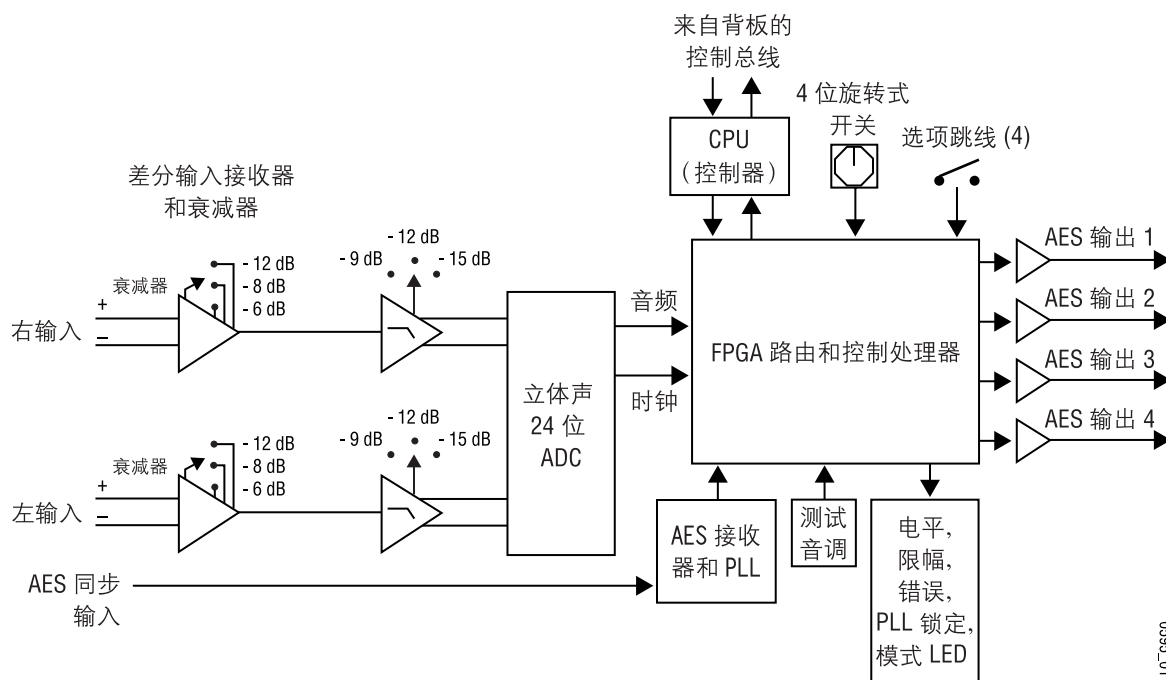 来自背板的
控制总线
4 位旋转式
开关
选项跳线 (4)
CPU
（控制器）
差分输入接收器
和衰减器
衰减器
- 12 dB
- 8 dB
- 6 dB
- 12 dB
- 9 dB
- 15 dB
+
右输入
–
音频
时钟
立体声
24 位
ADC
FPGA 路由和控制处理器
AES 输出 1
AES 输出 2
AES 输出 3
AES 输出 4
衰减器
- 12 dB
- 8 dB
- 6 dB
- 12 dB
- 9 dB
- 15 dB
+
左输入
–
AES 同步
输入
AES 接收
器和 PLL
测试
音调
电平,
限幅,
错误,
PLL 锁定,
模式 LED